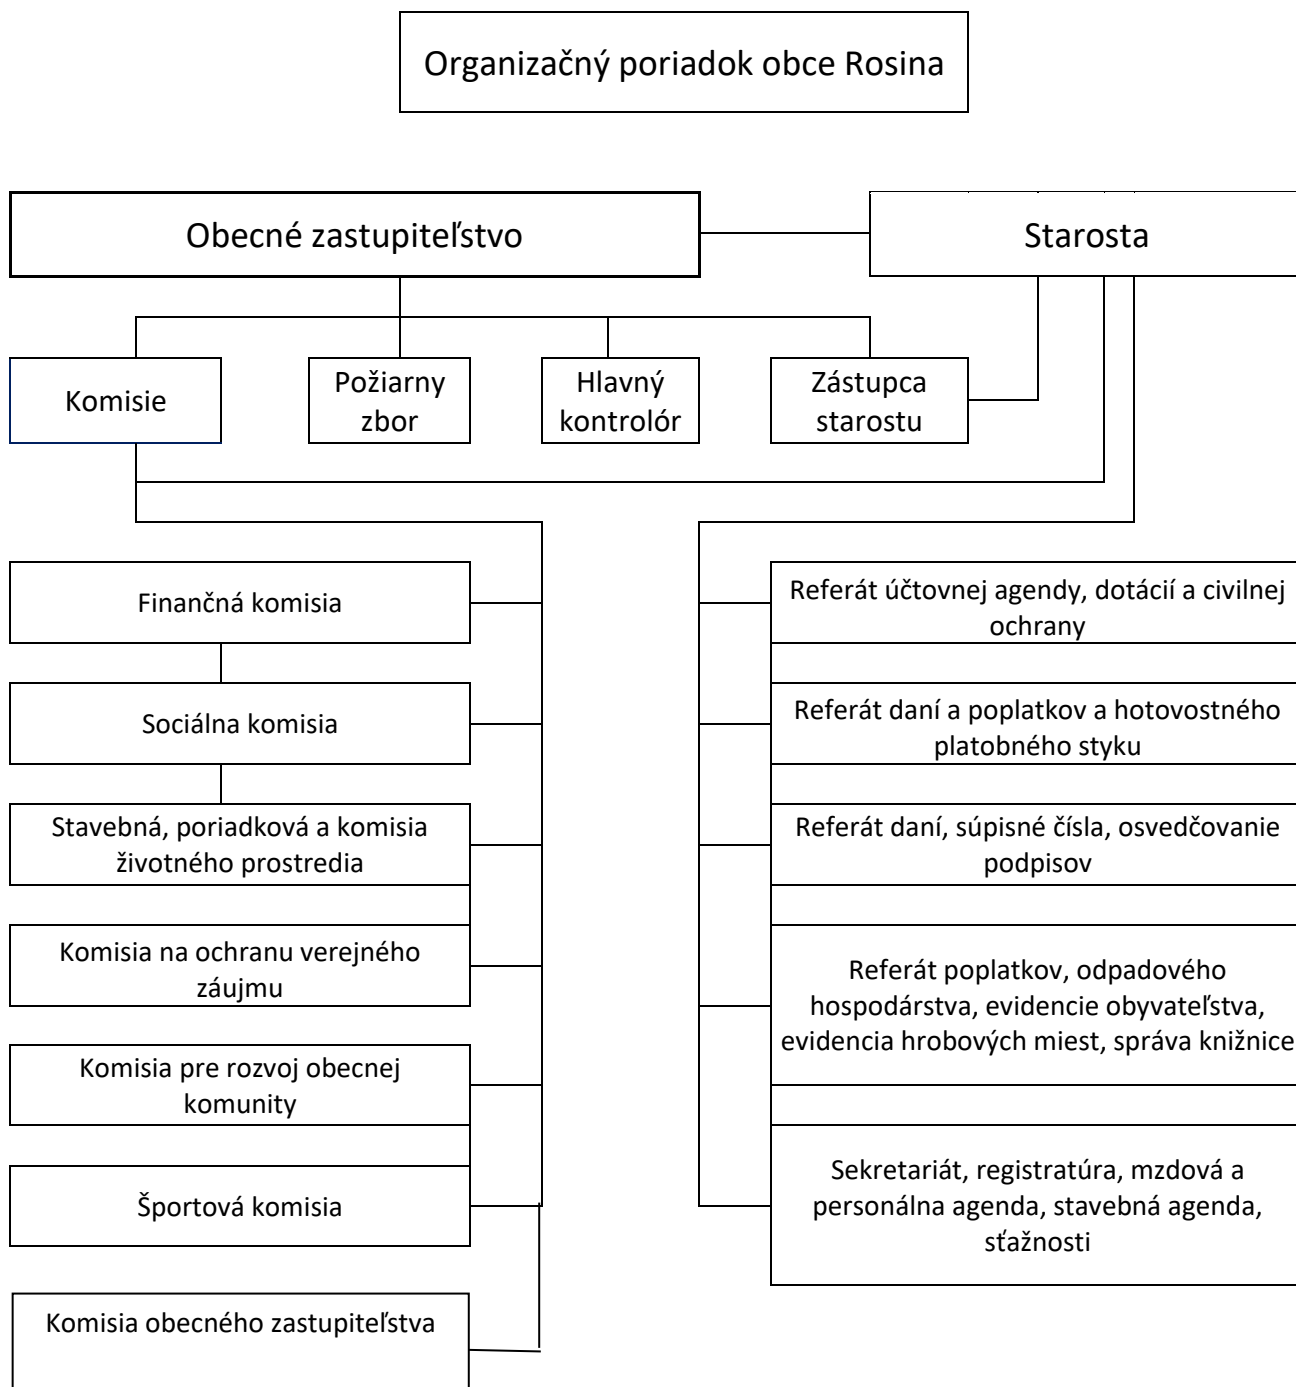 Organizačný poriadok obce Rosina
Obecné zastupiteľstvo
Starosta
Komisie
Požiarny
zbor
Hlavný
kontrolór
Zástupca
starostu
Finančná komisia
Sociálna komisia
Stavebná, poriadková a komisia
životného prostredia
Komisia na ochranu verejného
záujmu
Komisia pre rozvoj obecnej
komunity
Športová komisia
Komisia obecného zastupiteľstva
Referát účtovnej agendy, dotácií a civilnej
ochrany
Referát daní a poplatkov a hotovostného
platobného styku
Referát daní, súpisné čísla, osvedčovanie
podpisov
Referát poplatkov, odpadového
hospodárstva, evidencie obyvateľstva,
evidencia hrobových miest, správa knižnice
Sekretariát, registratúra, mzdová a
personálna agenda, stavebná agenda,
sťažnosti